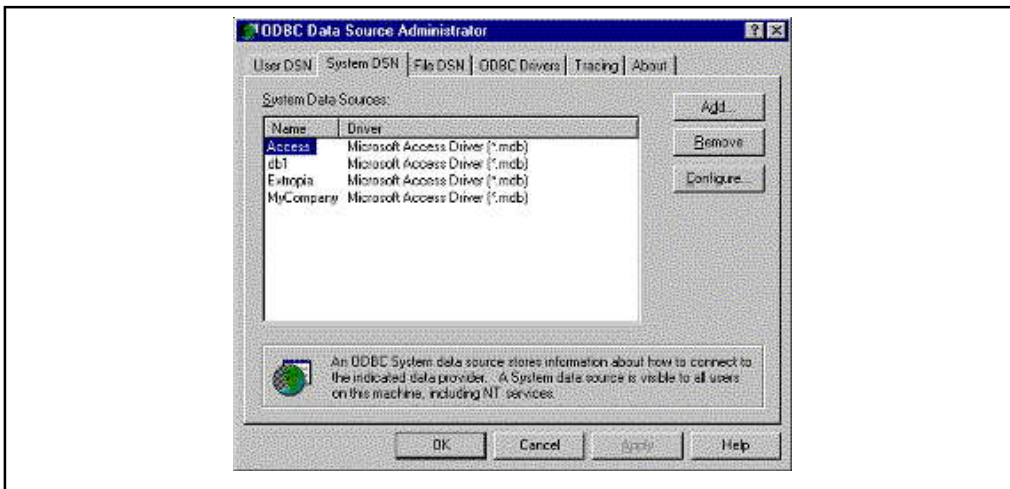 ODBC Data Source Administrator
User DSN System DSN File DSN ODBC Drivers Tracing About
System Data Sources:
Name Driver
Access Microsoft Access Driver (*.mdb)
db1 Microsoft Access Driver (*.mdb)
Extropia Microsoft Access Driver (*.mdb)
MyCompany Microsoft Access Driver (*.mdb)
Add...
Remove
Configure...
An ODBC System data source stores information about how to connect to
the indicated data provider. A System data source is visible to all users
on this machine, including NT services.
OK Cancel Apply Help